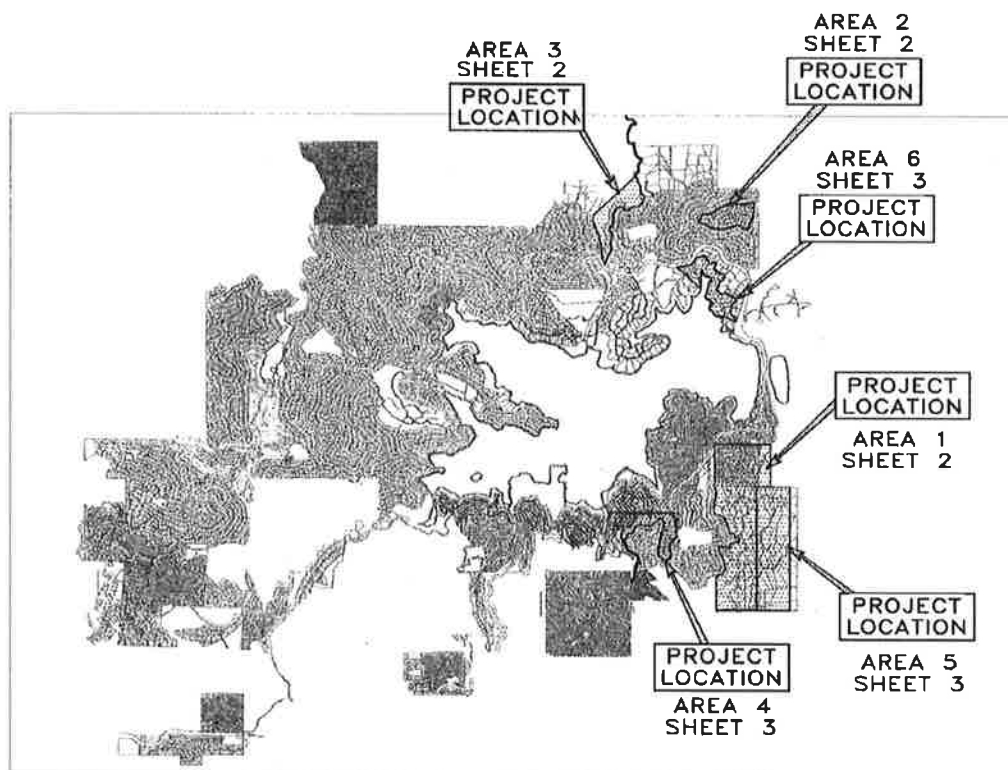 AREA 2
SHEET 2
PROJECT
LOCATION
AREA 3
SHEET 2
PROJECT
LOCATION
AREA 6
SHEET 3
PROJECT
LOCATION
PROJECT
LOCATION
AREA 1
SHEET 2
PROJECT
LOCATION
AREA 5
SHEET 3
PROJECT
LOCATION
AREA 4
SHEET 3